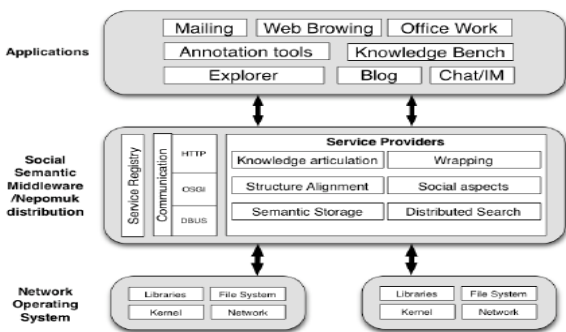 Applications
Mailing
Web Browing
Office Work
Annotation tools
Knowledge Bench
Explorer
Blog
Chat/IM
Social
Semantic
Middleware
/Nepomuk
distribution
Service Registry
Communication
HTTP
OSGI
DBUS
Service Providers
Knowledge articulation
Wrapping
Structure Alignment
Social aspects
Semantic Storage
Distributed Search
Network
Operating
System
Libraries
File System
Kernel
Network
Libraries
File System
Kernel
Network